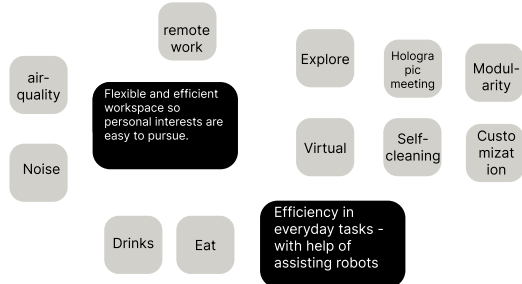 remote
work
air-
quality
Flexible and efficient
workspace so
personal interests are
easy to pursue.
Noise
Explore
Hologra
pic
meeting
Modul-
arity
Virtual
Self-
cleaning
Custo
mizat
ion
Drinks
Eat
Efficiency in
everyday tasks -
with help of
assisting robots